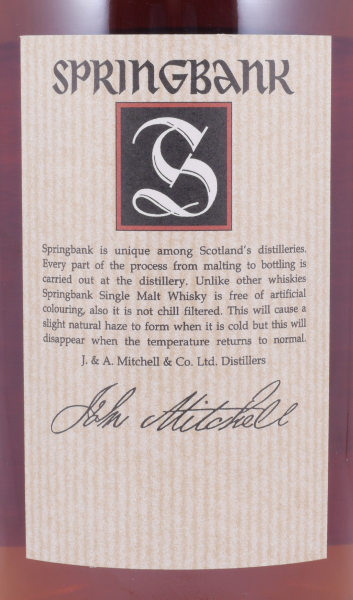 SPRINGBANK
S
Springbank is unique among Scotland's distilleries.
Every part of the process from malting to bottling is
carried out at the distillery. Unlike other whiskies
Springbank Single Malt Whisky is free of artificial
colouring, also it is not chill filtered. This will cause a
slight natural haze to form when it is cold but this will
disappear when the temperature returns to normal.
J. & A. Mitchell & Co. Ltd. Distillers
John Mitchell